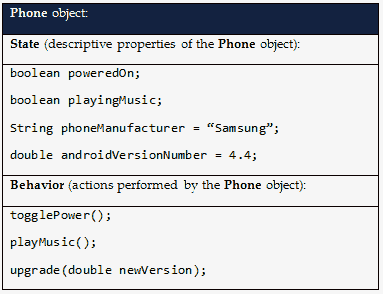 Phone object:
State (descriptive properties of the Phone object):
boolean poweredOn;
boolean playingMusic;
String phoneManufacturer = “Samsung”;
double androidVersionNumber = 4.4;
Behavior (actions performed by the Phone object):
togglePower();
playMusic();
upgrade(double newVersion);